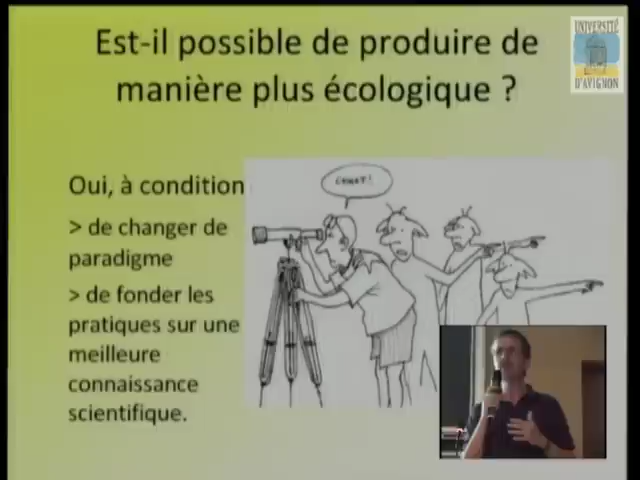 Est-il possible de produire de
manière plus écologique ?
UNIVERSITÉ
D'AVIGNON
Oui, à condition
> de changer de
paradigme
> de fonder les
pratiques sur une
meilleure
connaissance
scientifique.